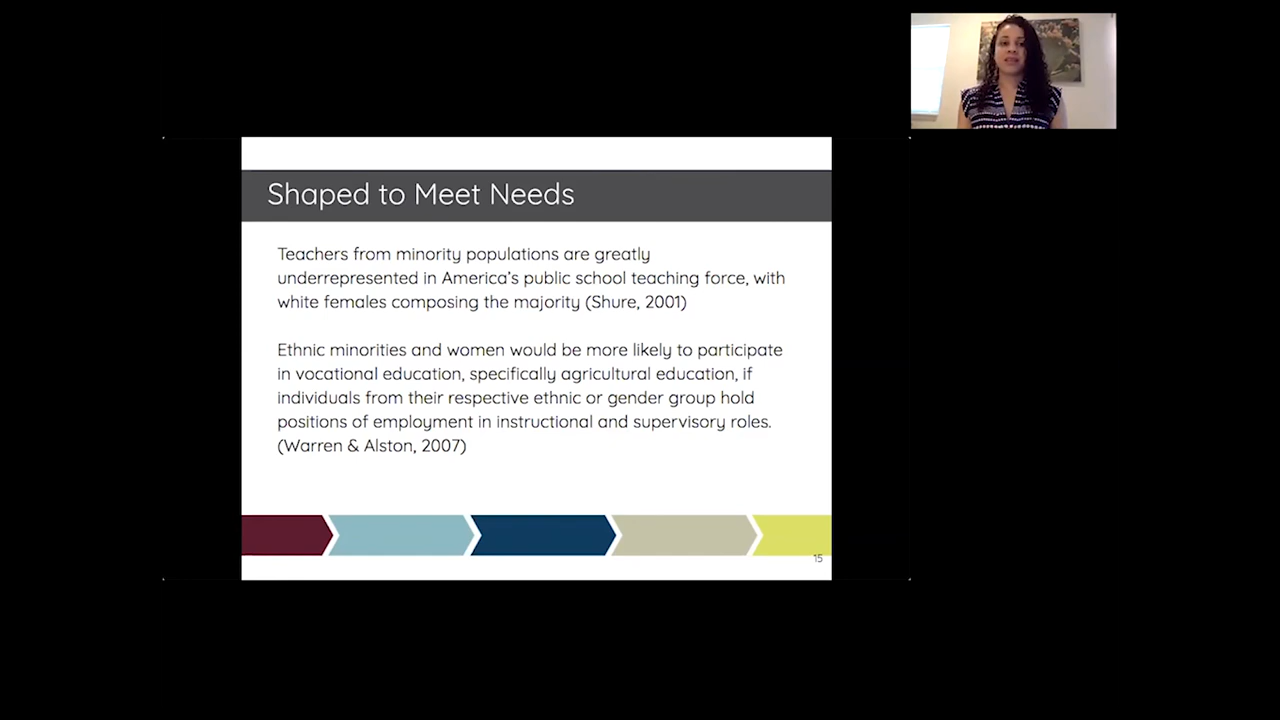 Shaped to Meet Needs
Teachers from minority populations are greatly
underrepresented in America's public school teaching force, with
white females composing the majority (Shure, 2001)
Ethnic minorities and women would be more likely to participate
in vocational education, specifically agricultural education, if
individuals from their respective ethnic or gender group hold
positions of employment in instructional and supervisory roles.
(Warren & Alston, 2007)
15